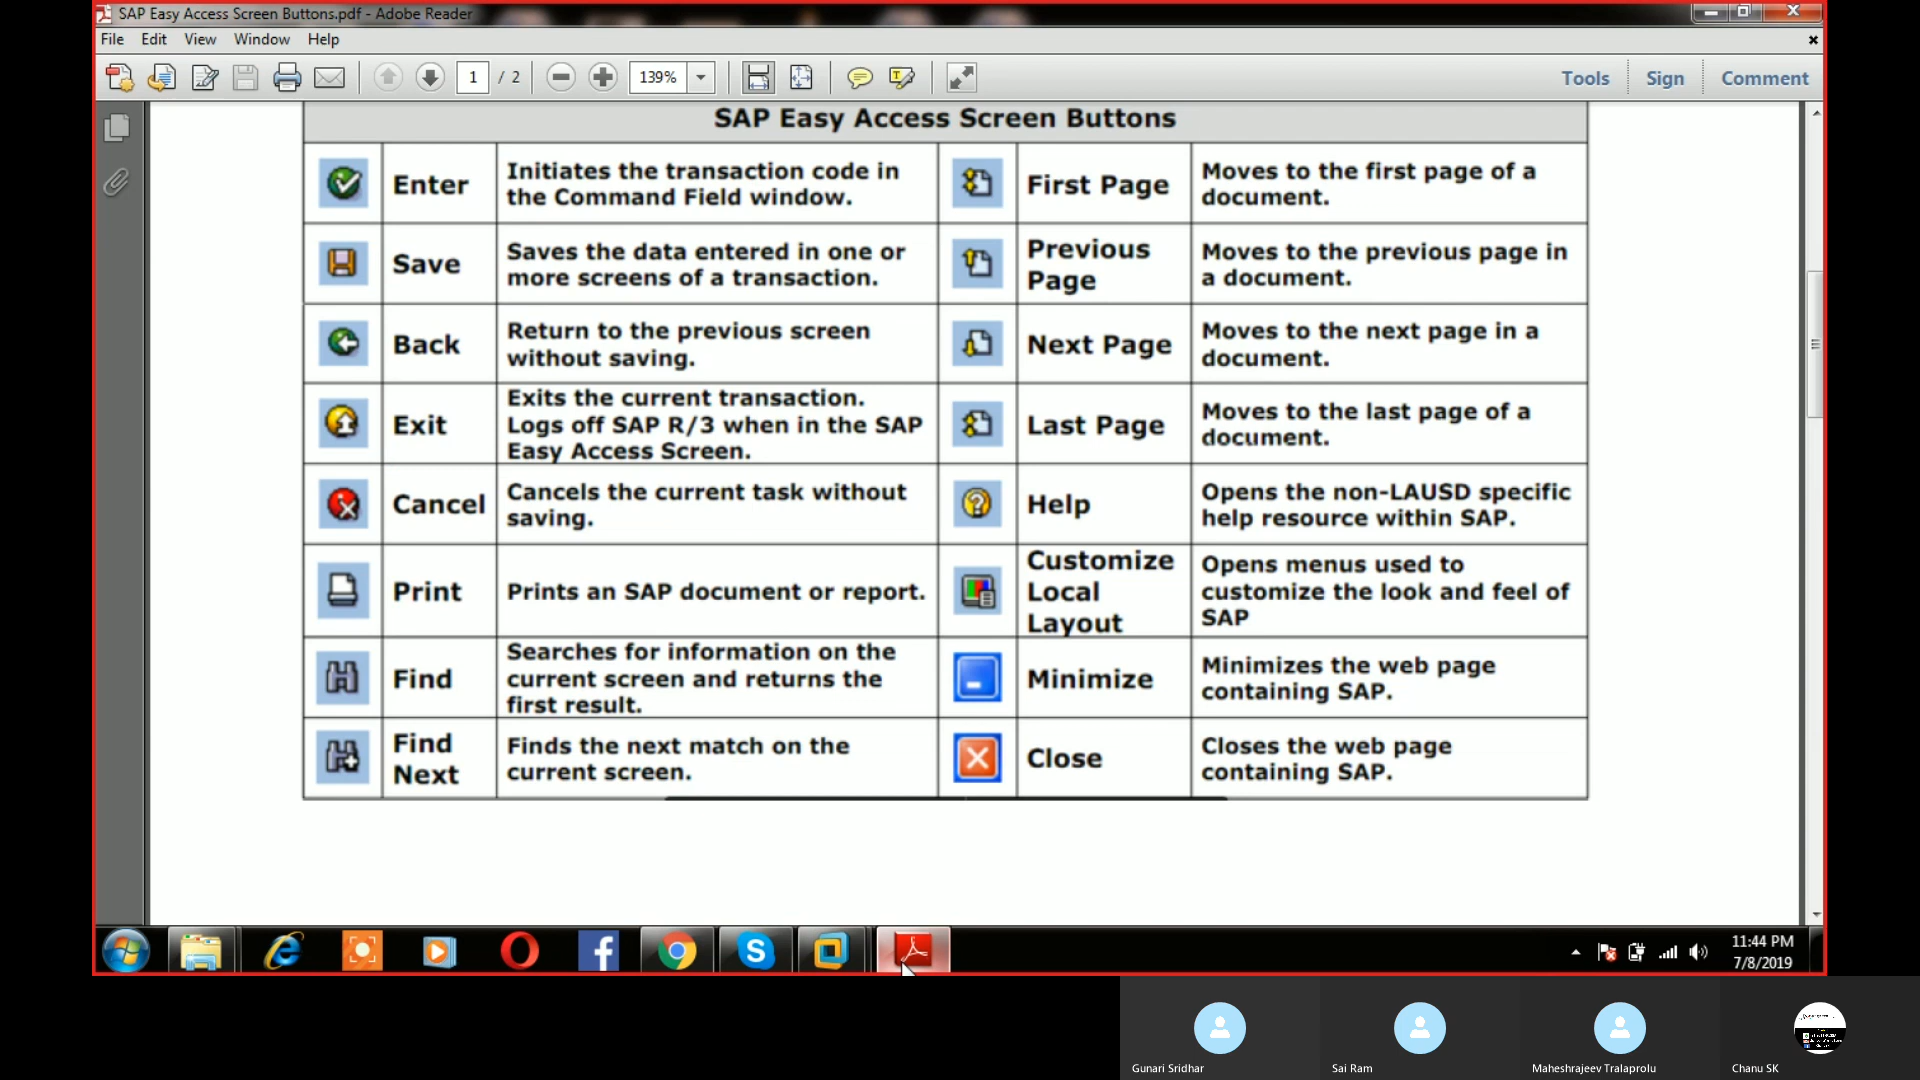 SAP Easy Access Screen Buttons.pdf - Adobe Reader
File Edit View Window Help
1 / 2 139% Tools Sign Comment
SAP Easy Access Screen Buttons
Enter
Initiates the transaction code in
the Command Field window.
First Page
Moves to the first page of a
document.
Save
Saves the data entered in one or
more screens of a transaction.
Previous
Page
Moves to the previous page in
a document.
Back
Return to the previous screen
without saving.
Next Page
Moves to the next page in a
document.
Exit
Exits the current transaction.
Logs off SAP R/3 when in the SAP
Easy Access Screen.
Last Page
Moves to the last page of a
document.
Cancel
Cancels the current task without
saving.
Help
Opens the non-LAUSD specific
help resource within SAP.
Print
Prints an SAP document or report.
Customize
Local
Layout
Opens menus used to
customize the look and feel of
SAP
Find
Searches for information on the
current screen and returns the
first result.
Minimize
Minimizes the web page
containing SAP.
Find
Next
Finds the next match on the
current screen.
Close
Closes the web page
containing SAP.
11:44 PM
7/8/2019
Gunari Sridhar
Sai Ram
Maheshrajeev Tralaprolu
Chanu SK